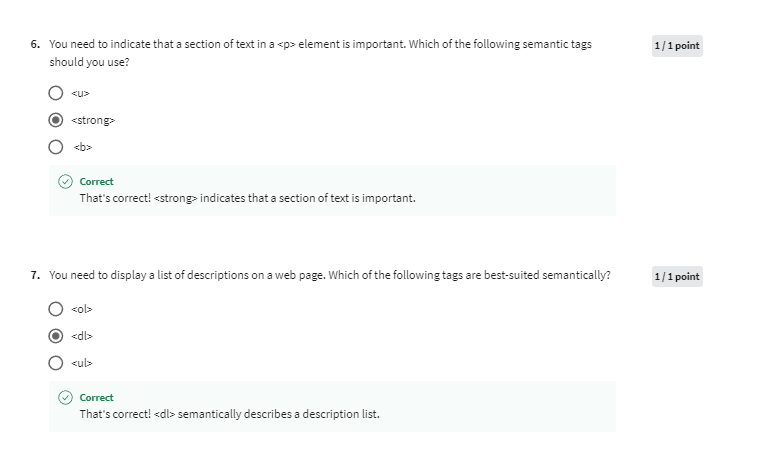 6. You need to indicate that a section of text in a <p> element is important. Which of the following semantic tags
should you use?
1 / 1 point
<u>
<strong>
<b>
Correct
That's correct! <strong> indicates that a section of text is important.
7. You need to display a list of descriptions on a web page. Which of the following tags are best-suited semantically?
1 / 1 point
<ol>
<dl>
<ul>
Correct
That's correct! <dl> semantically describes a description list.